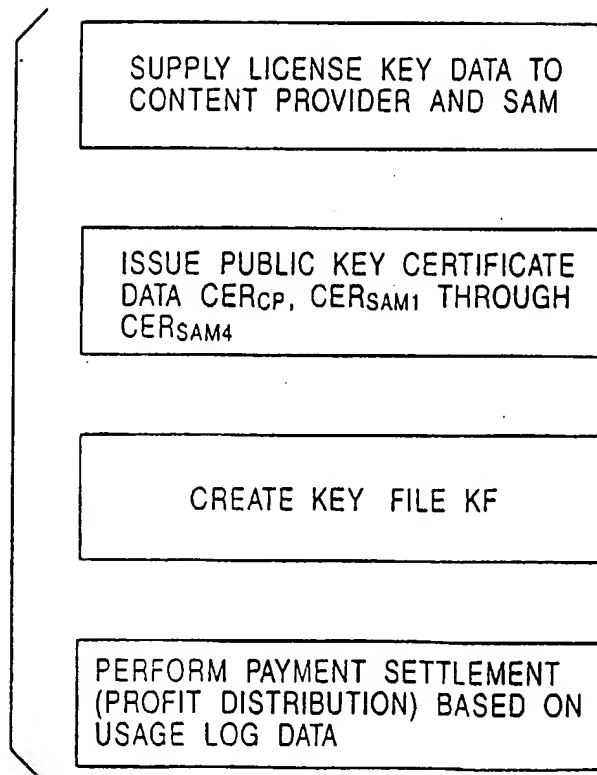 SUPPLY LICENSE KEY DATA TO
CONTENT PROVIDER AND SAM
ISSUE PUBLIC KEY CERTIFICATE
DATA CERCP, CERSAM1 THROUGH
CERSAM4
CREATE KEY FILE KF
PERFORM PAYMENT SETTLEMENT
(PROFIT DISTRIBUTION) BASED ON
USAGE LOG DATA